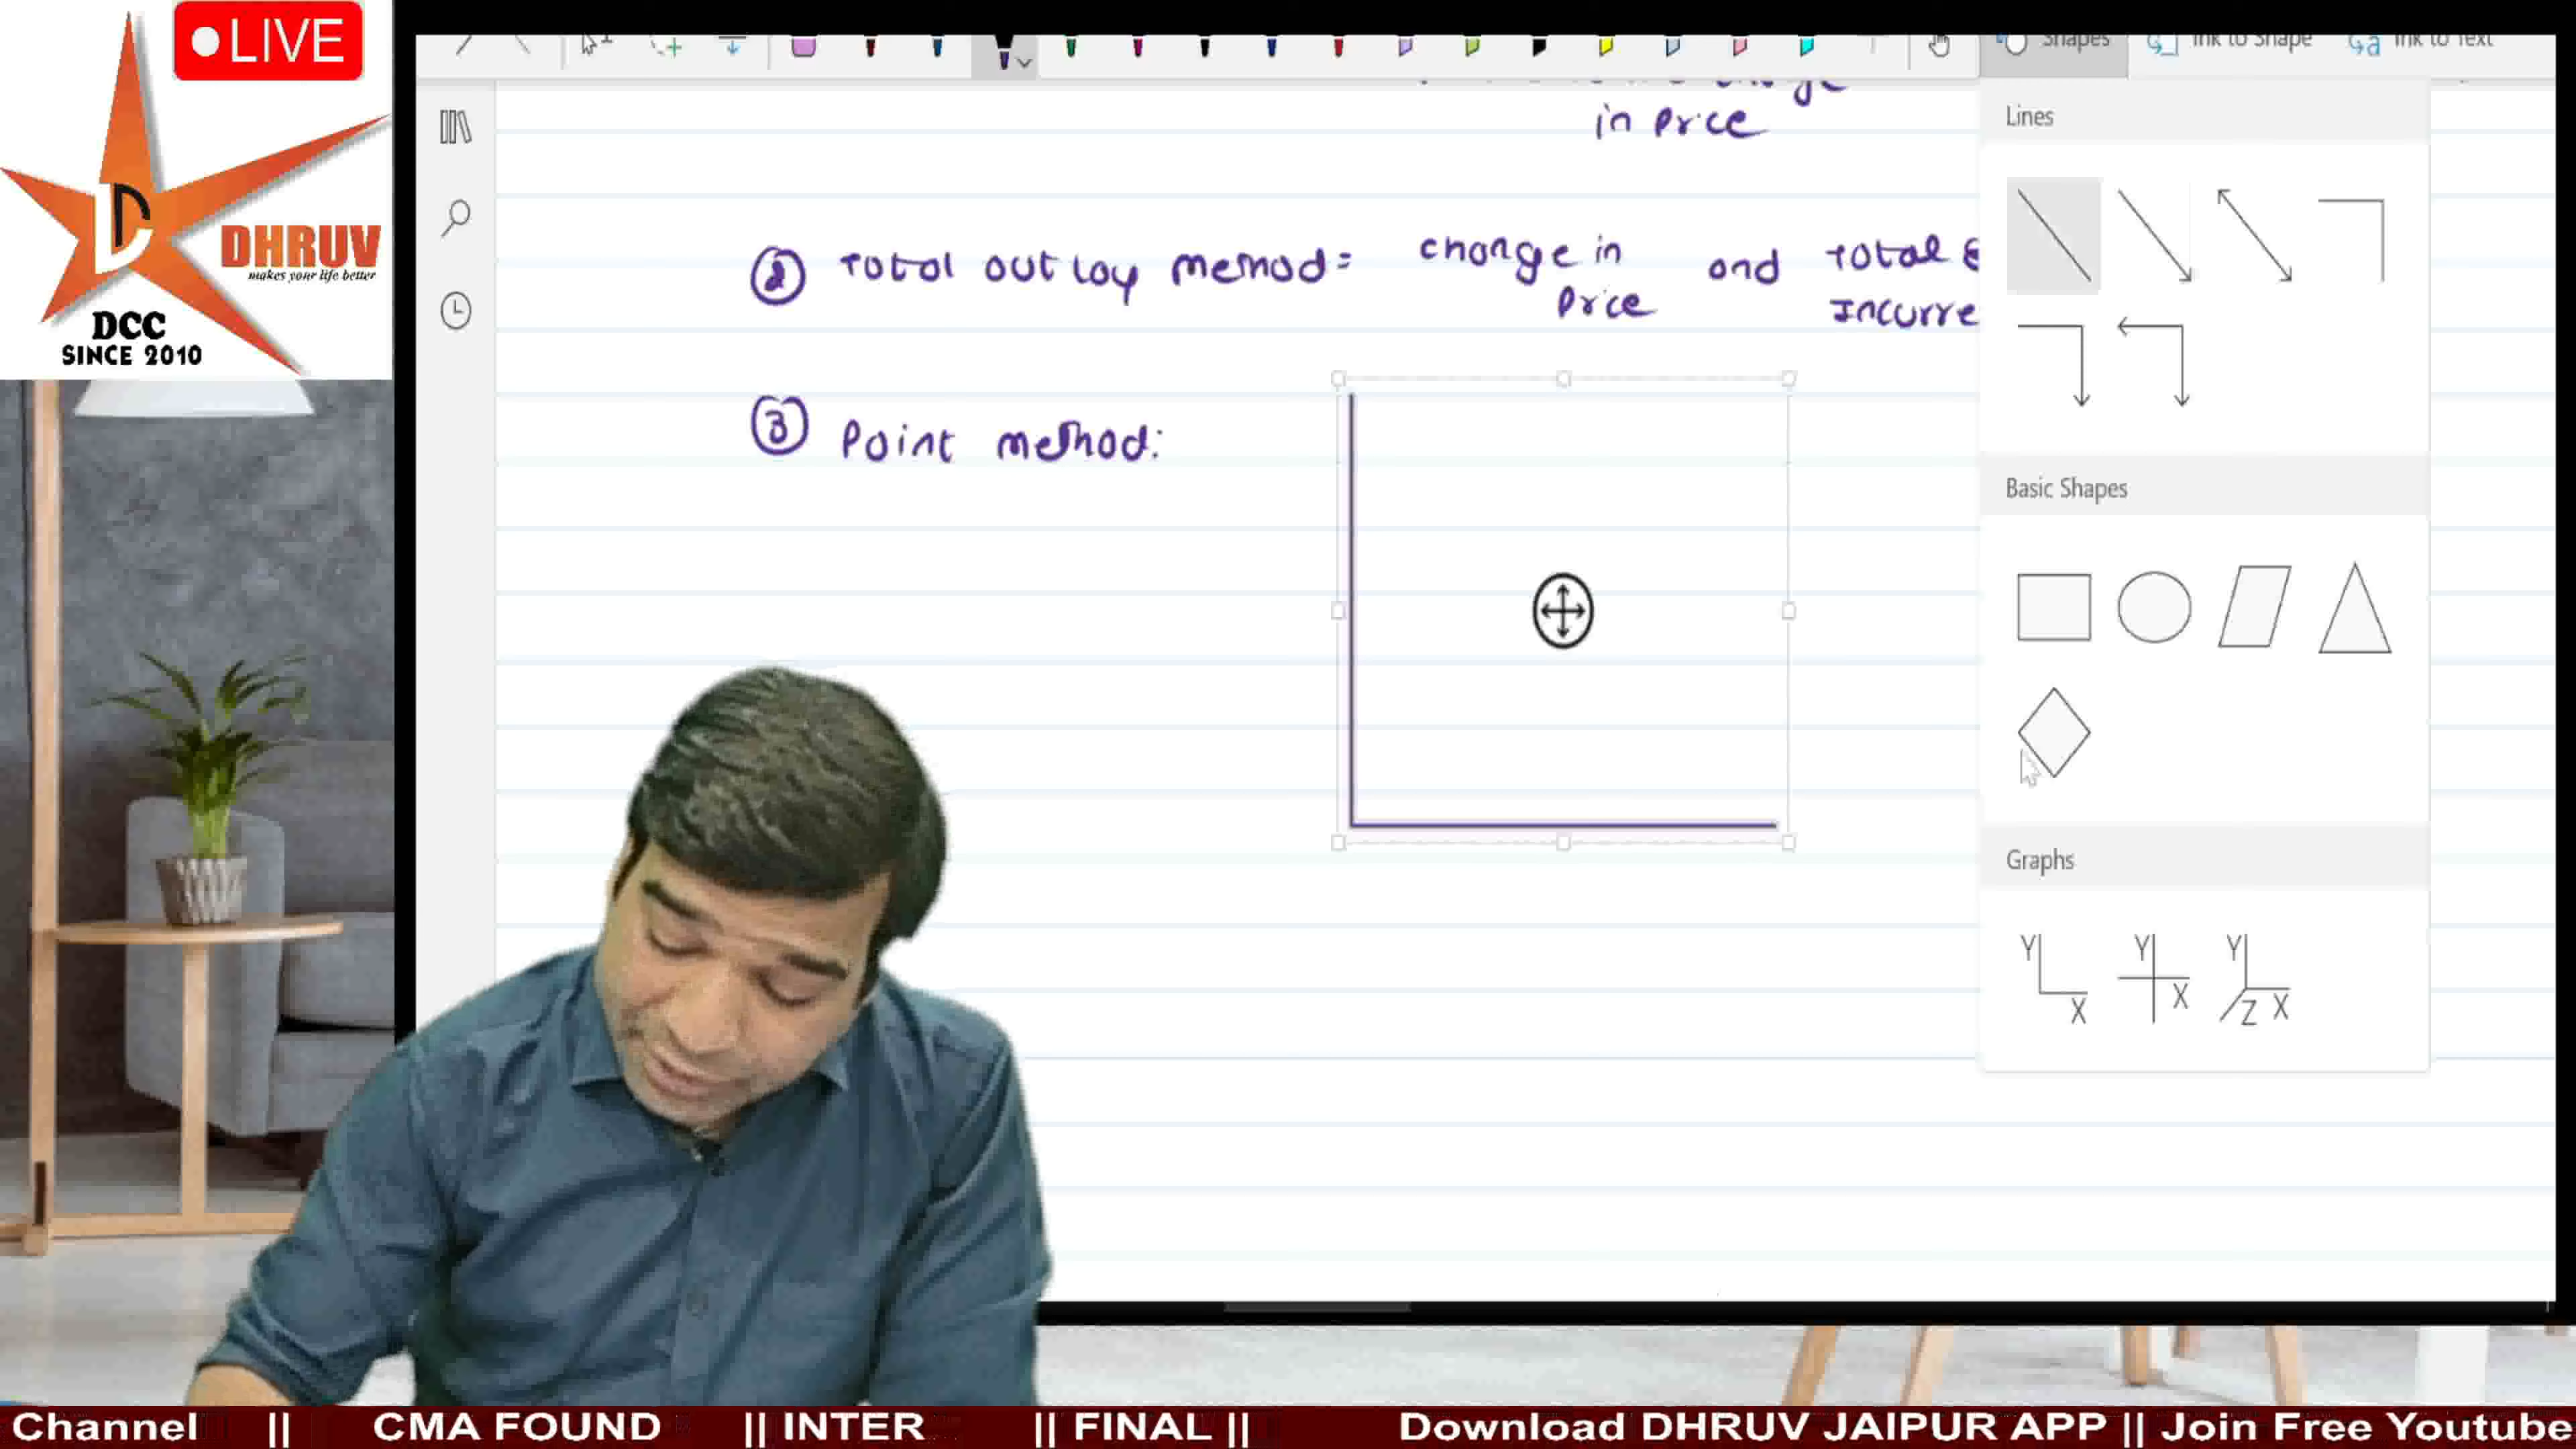 LIVE
D
DHRUV
makes your life better
DCC
SINCE 2010
Shapes
Ink to Shape
Ink to Text
in price
② Total outlay method = change in price and Total
Incurre
③ Point method:
Lines
Basic Shapes
Graphs
Y X
Y X
Y Z X
Channel || CMA FOUND || INTER || FINAL || Download DHRUV JAIPUR APP || Join Free Youtube